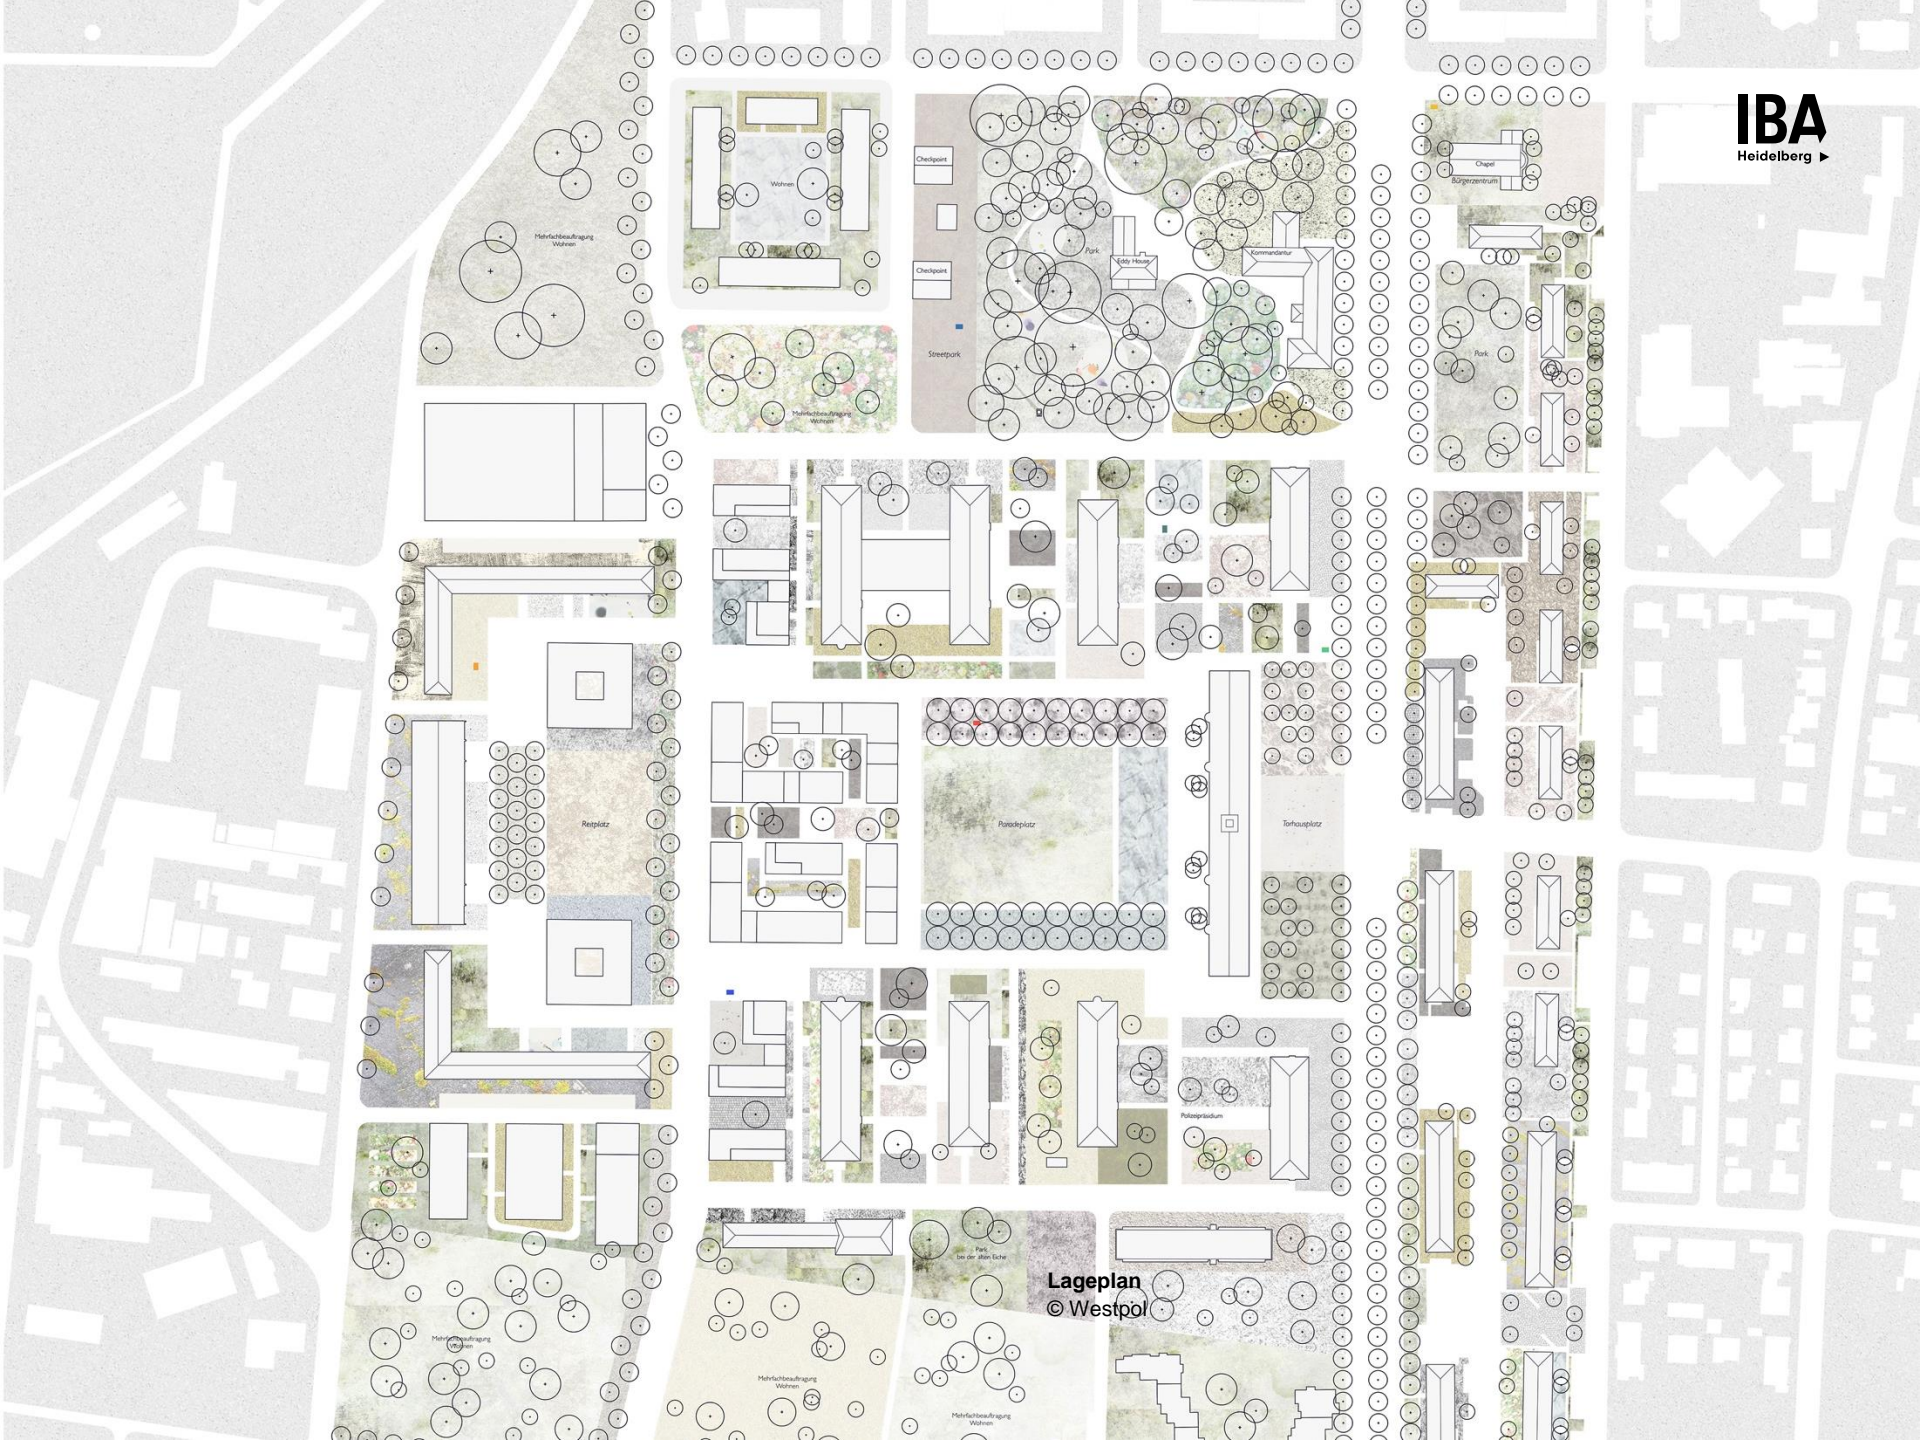 IBA
Heidelberg
Checkpoint
Chapel
Bürgerzentrum
Wohnen
Mehrfachbeauftragung
Wohnen
Park
Eddy House
Kommandantur
Checkpoint
Streetpark
Park
Mehrfachbeauftragung
Wohnen
Reitplatz
Paradeplatz
Torhausplatz
Polizeipräsidium
Park
bei der alten Eiche
Lageplan
© Westpol
Mehrfachbeauftragung
Wohnen
Mehrfachbeauftragung
Wohnen
Mehrfachbeauftragung
Wohnen